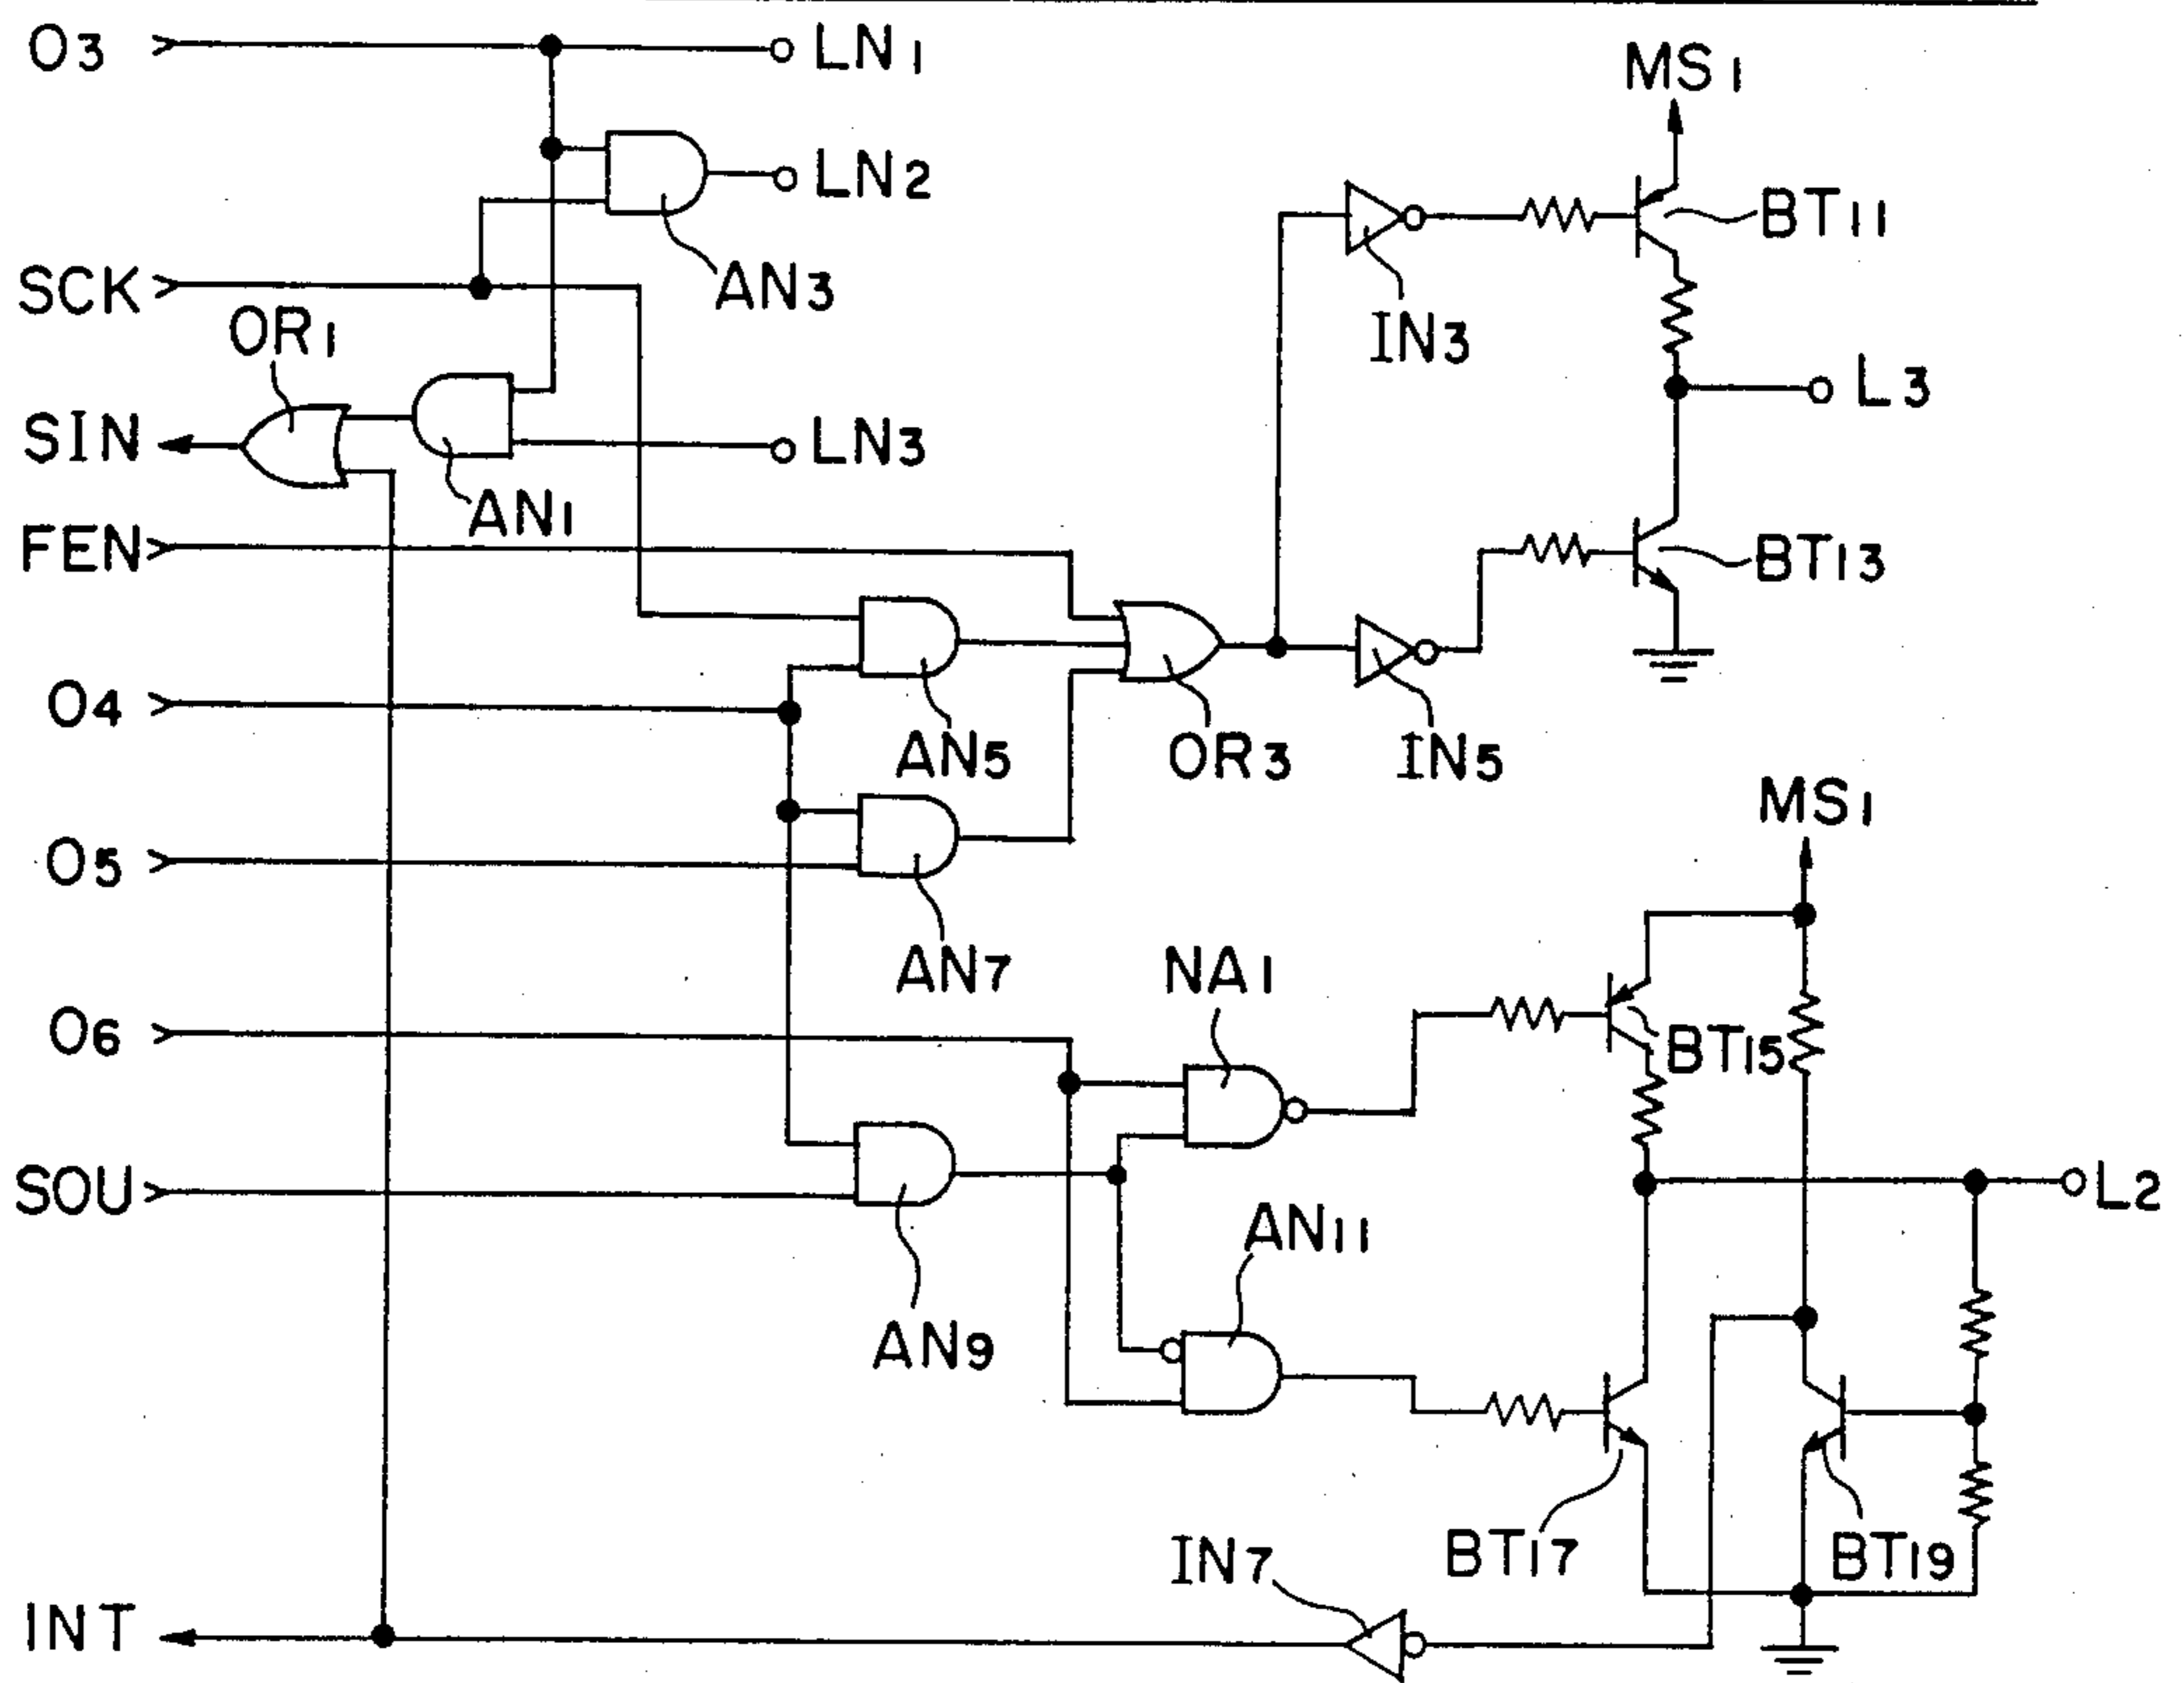 O3
LN1
MS1
LN2
BT11
SCK
AN3
OR1
IN3
L3
SIN
LN3
AN1
FEN
BT13
O4
AN5
OR3
IN5
MS1
O5
AN7
NA1
O6
BT15
SOU
L2
AN11
AN9
IN7
BT17
BT19
INT